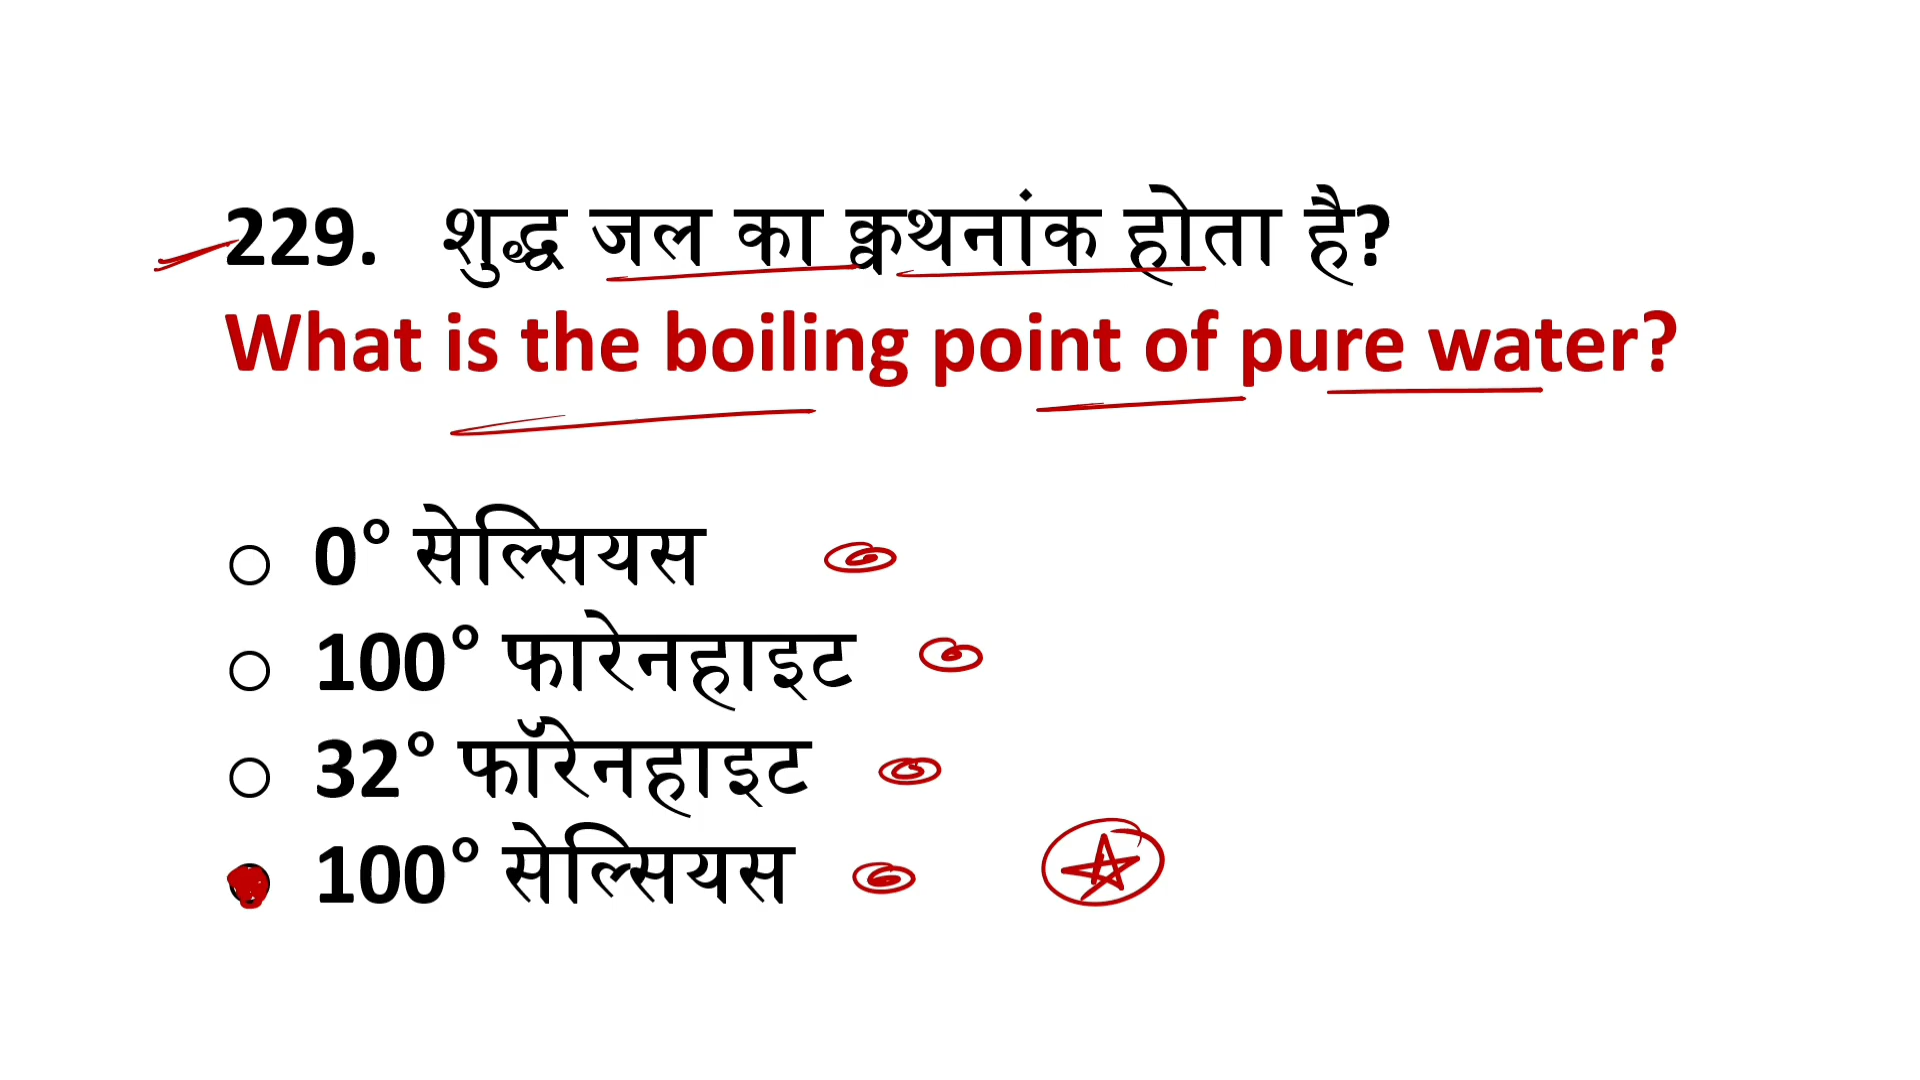 229. शुद्ध जल का क्वथनांक होता है?
What is the boiling point of pure water?
0° सेल्सियस
100° फारेनहाइट
32° फॉरेनहाइट
100° सेल्सियस